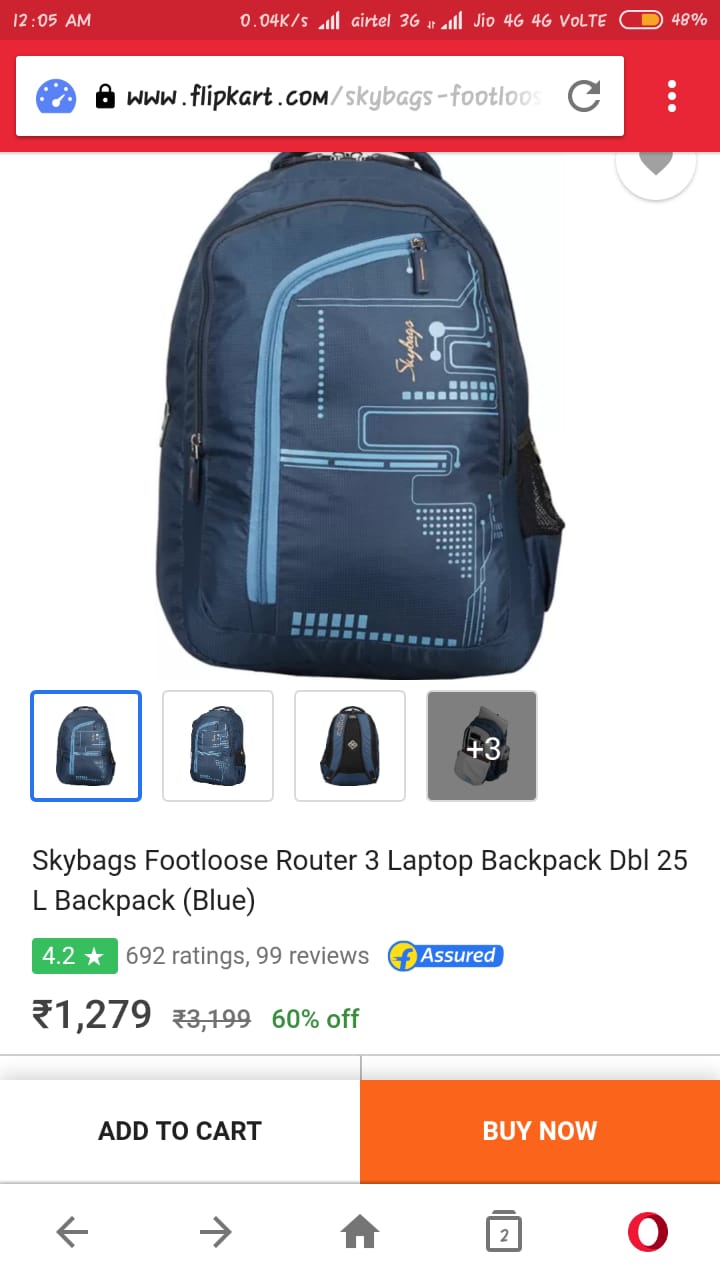 12:05 AM 0.04K/s airtel 3G Jio 4G 4G VoLTE 48%
www.flipkart.com/skybags-footloos
Skybags
+3
Skybags Footloose Router 3 Laptop Backpack Dbl 25
L Backpack (Blue)
4.2 ★ 692 ratings, 99 reviews f Assured
₹1,279 ₹3,199 60% off
ADD TO CART BUY NOW
2